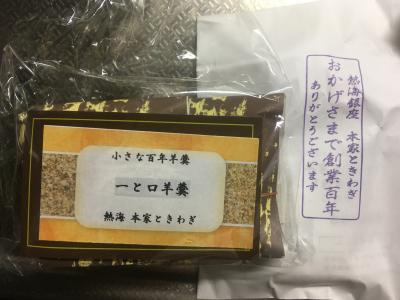 小さな百年羊羹
一と口羊羹
熱海 本家ときわぎ
熱海銀座 本家ときわぎ
おかげさまで創業百年
ありがとうございます